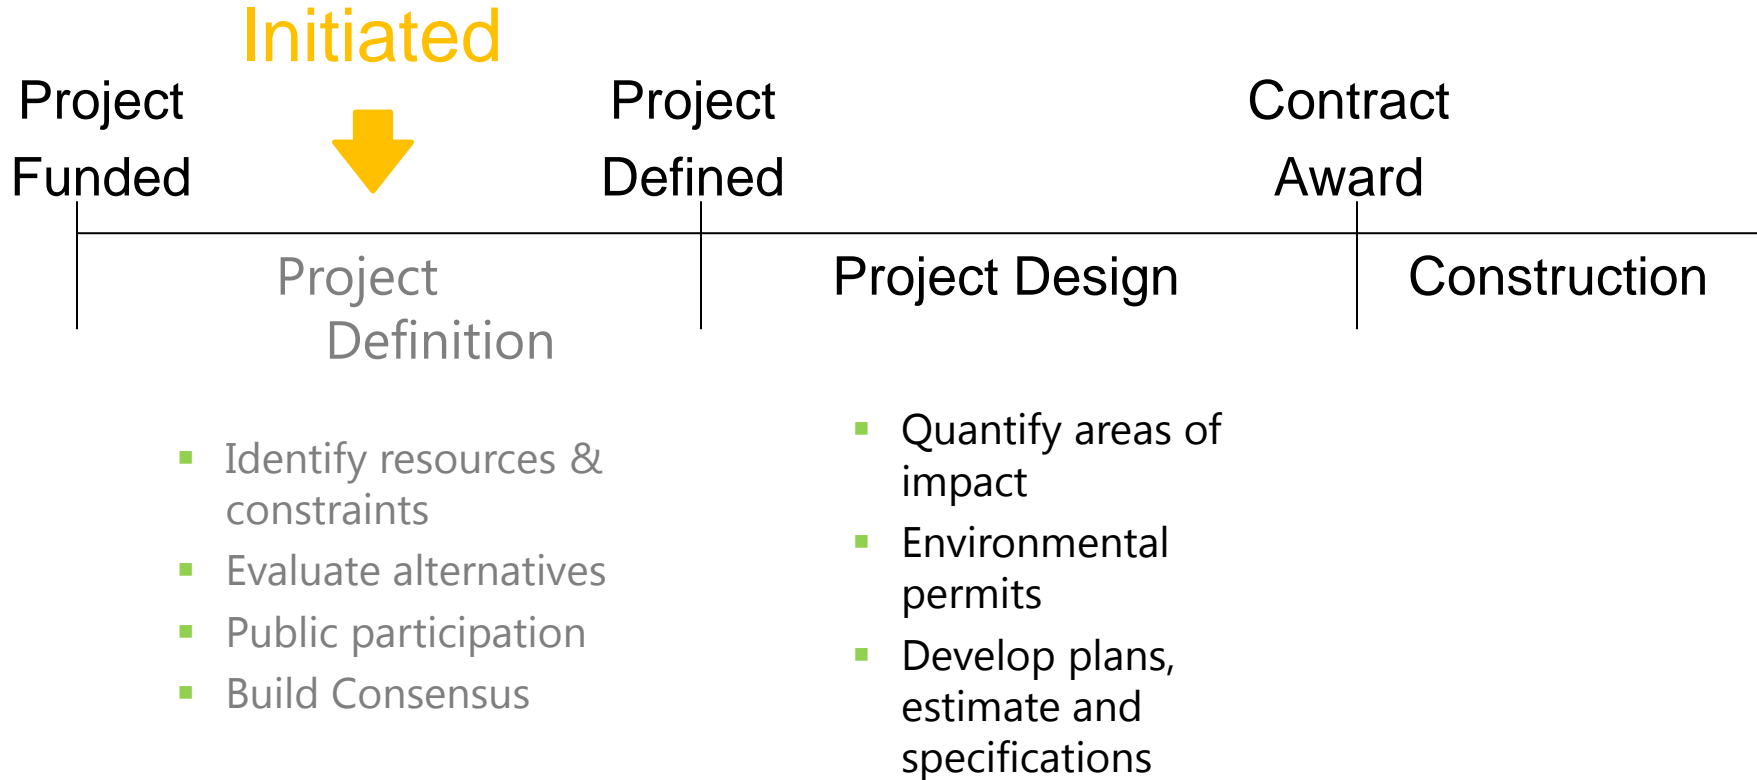 Initiated
Project
Funded
Project
Defined
Contract
Award
Project
Definition
Project Design
Construction
Identify resources &
constraints
Evaluate alternatives
Public participation
Build Consensus
Quantify areas of
impact
Environmental
permits
Develop plans,
estimate and
specifications